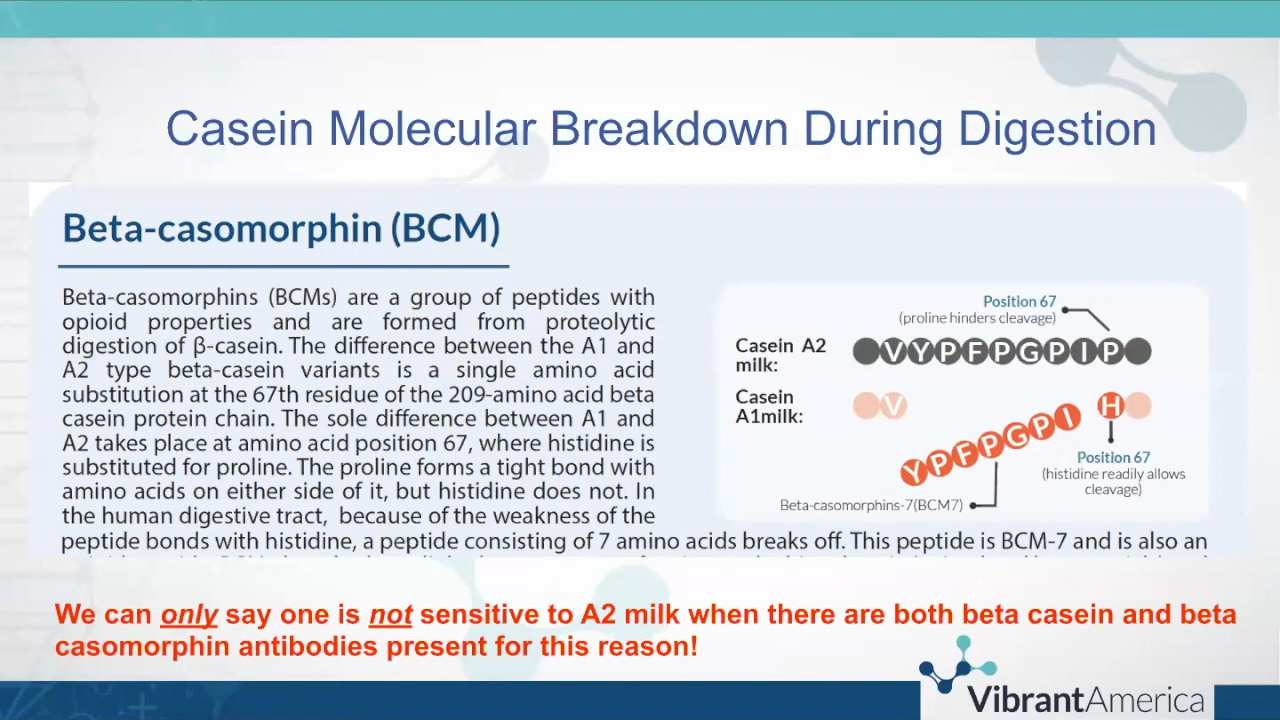 Casein Molecular Breakdown During Digestion
Beta-casomorphin (BCM)
Beta-casomorphins (BCMs) are a group of peptides with
opioid properties and are formed from proteolytic
digestion of β-casein. The difference between the A1 and
A2 type beta-casein variants is a single amino acid
substitution at the 67th residue of the 209-amino acid beta
casein protein chain. The sole difference between A1 and
A2 takes place at amino acid position 67, where histidine is
substituted for proline. The proline forms a tight bond with
amino acids on either side of it, but histidine does not. In
the human digestive tract, because of the weakness of the
peptide bonds with histidine, a peptide consisting of 7 amino acids breaks off. This peptide is BCM-7 and is also an
Position 67
(proline hinders cleavage)
Casein A2
milk:
VYPFPGPIP
Casein
A1milk:
V
YPFPGPI
H
Position 67
(histidine readily allows
cleavage)
Beta-casomorphins-7(BCM7)
We can only say one is not sensitive to A2 milk when there are both beta casein and beta
casomorphin antibodies present for this reason!
VibrantAmerica